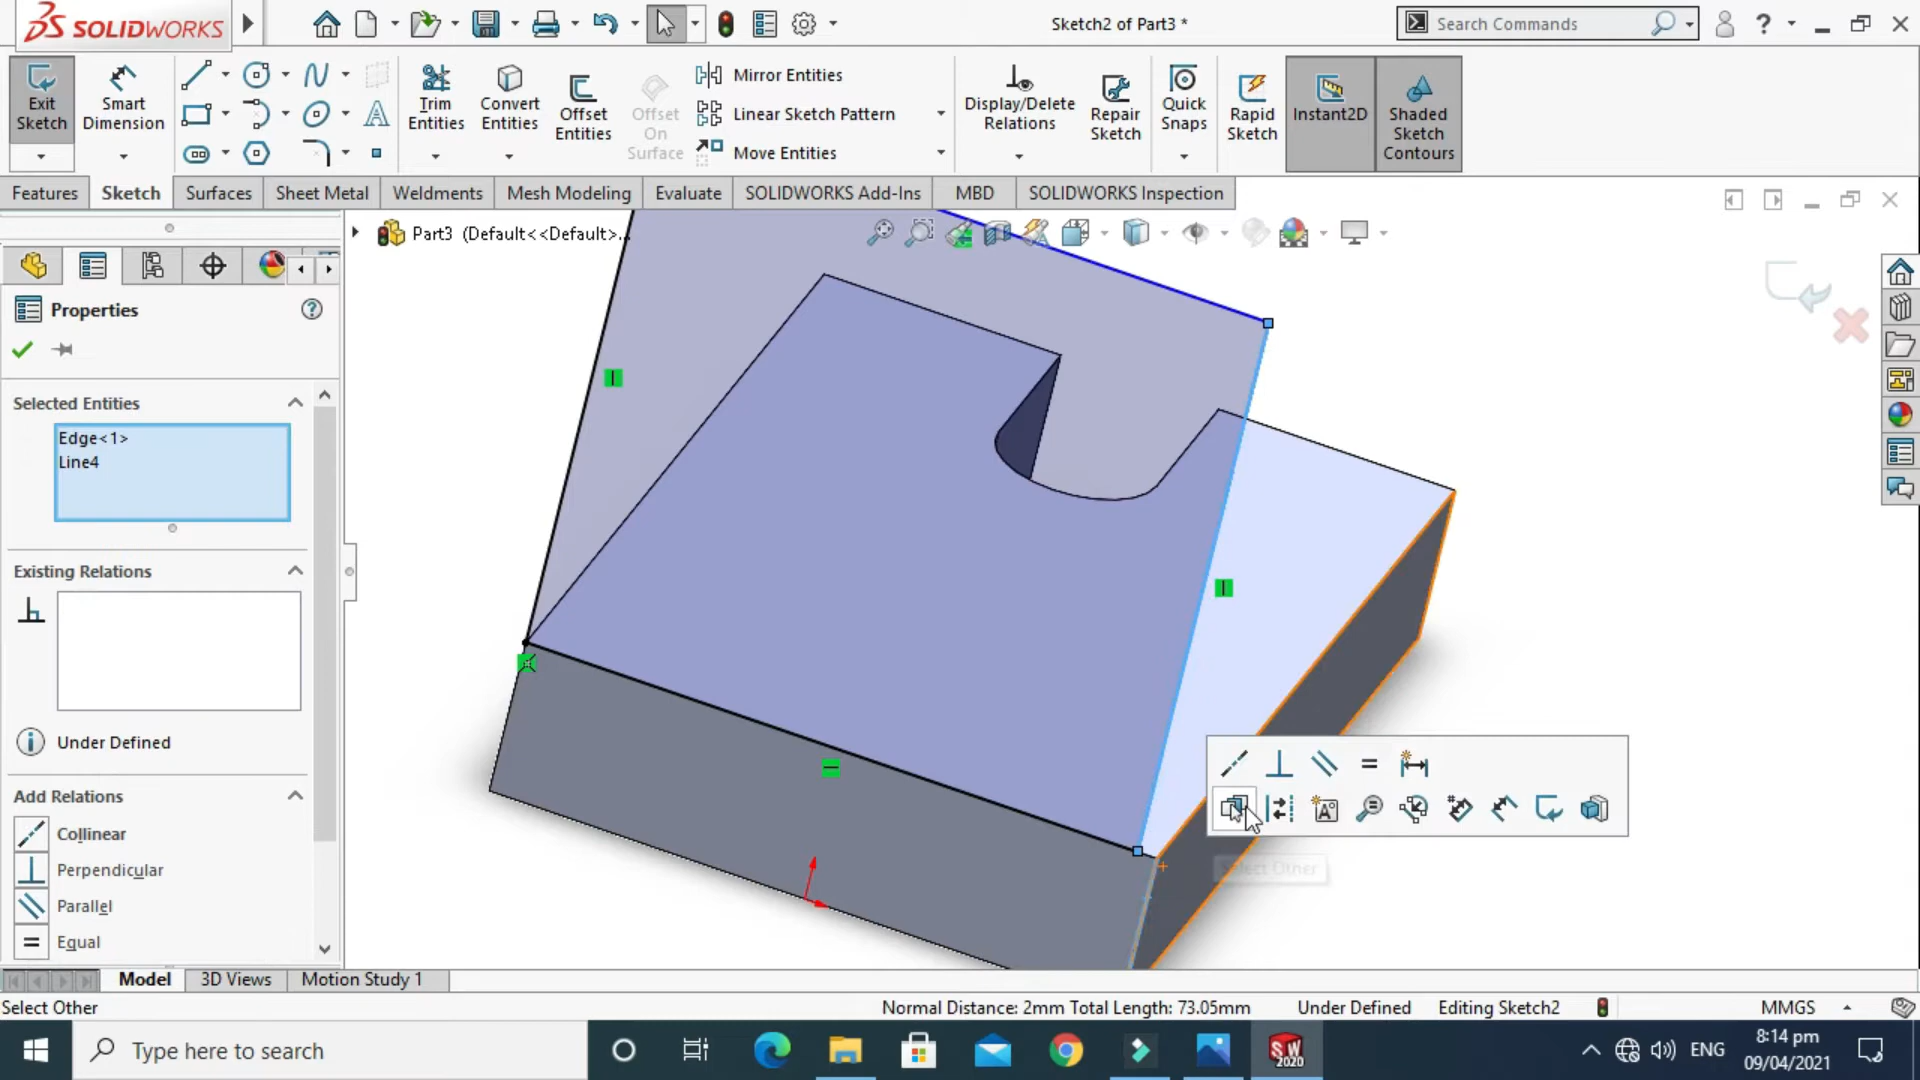 SOLIDWORKS
Sketch2 of Part3 *
Search Commands
Exit Sketch
Smart Dimension
Trim Entities
Convert Entities
Offset Entities
Offset On Surface
Mirror Entities
Linear Sketch Pattern
Move Entities
Display/Delete Relations
Repair Sketch
Quick Snaps
Rapid Sketch
Instant2D
Shaded Sketch Contours
Features Sketch Surfaces Sheet Metal Weldments Mesh Modeling Evaluate SOLIDWORKS Add-Ins MBD SOLIDWORKS Inspection
Part3 (Default<<Default>...
Properties
Selected Entities
Edge<1>
Line4
Existing Relations
Under Defined
Add Relations
Collinear
Perpendicular
Parallel
Equal
Select Other
Model 3D Views Motion Study 1
Select Other Normal Distance: 2mm Total Length: 73.05mm Under Defined Editing Sketch2 MMGS
Type here to search
SW 2020
ENG
8:14 pm
09/04/2021